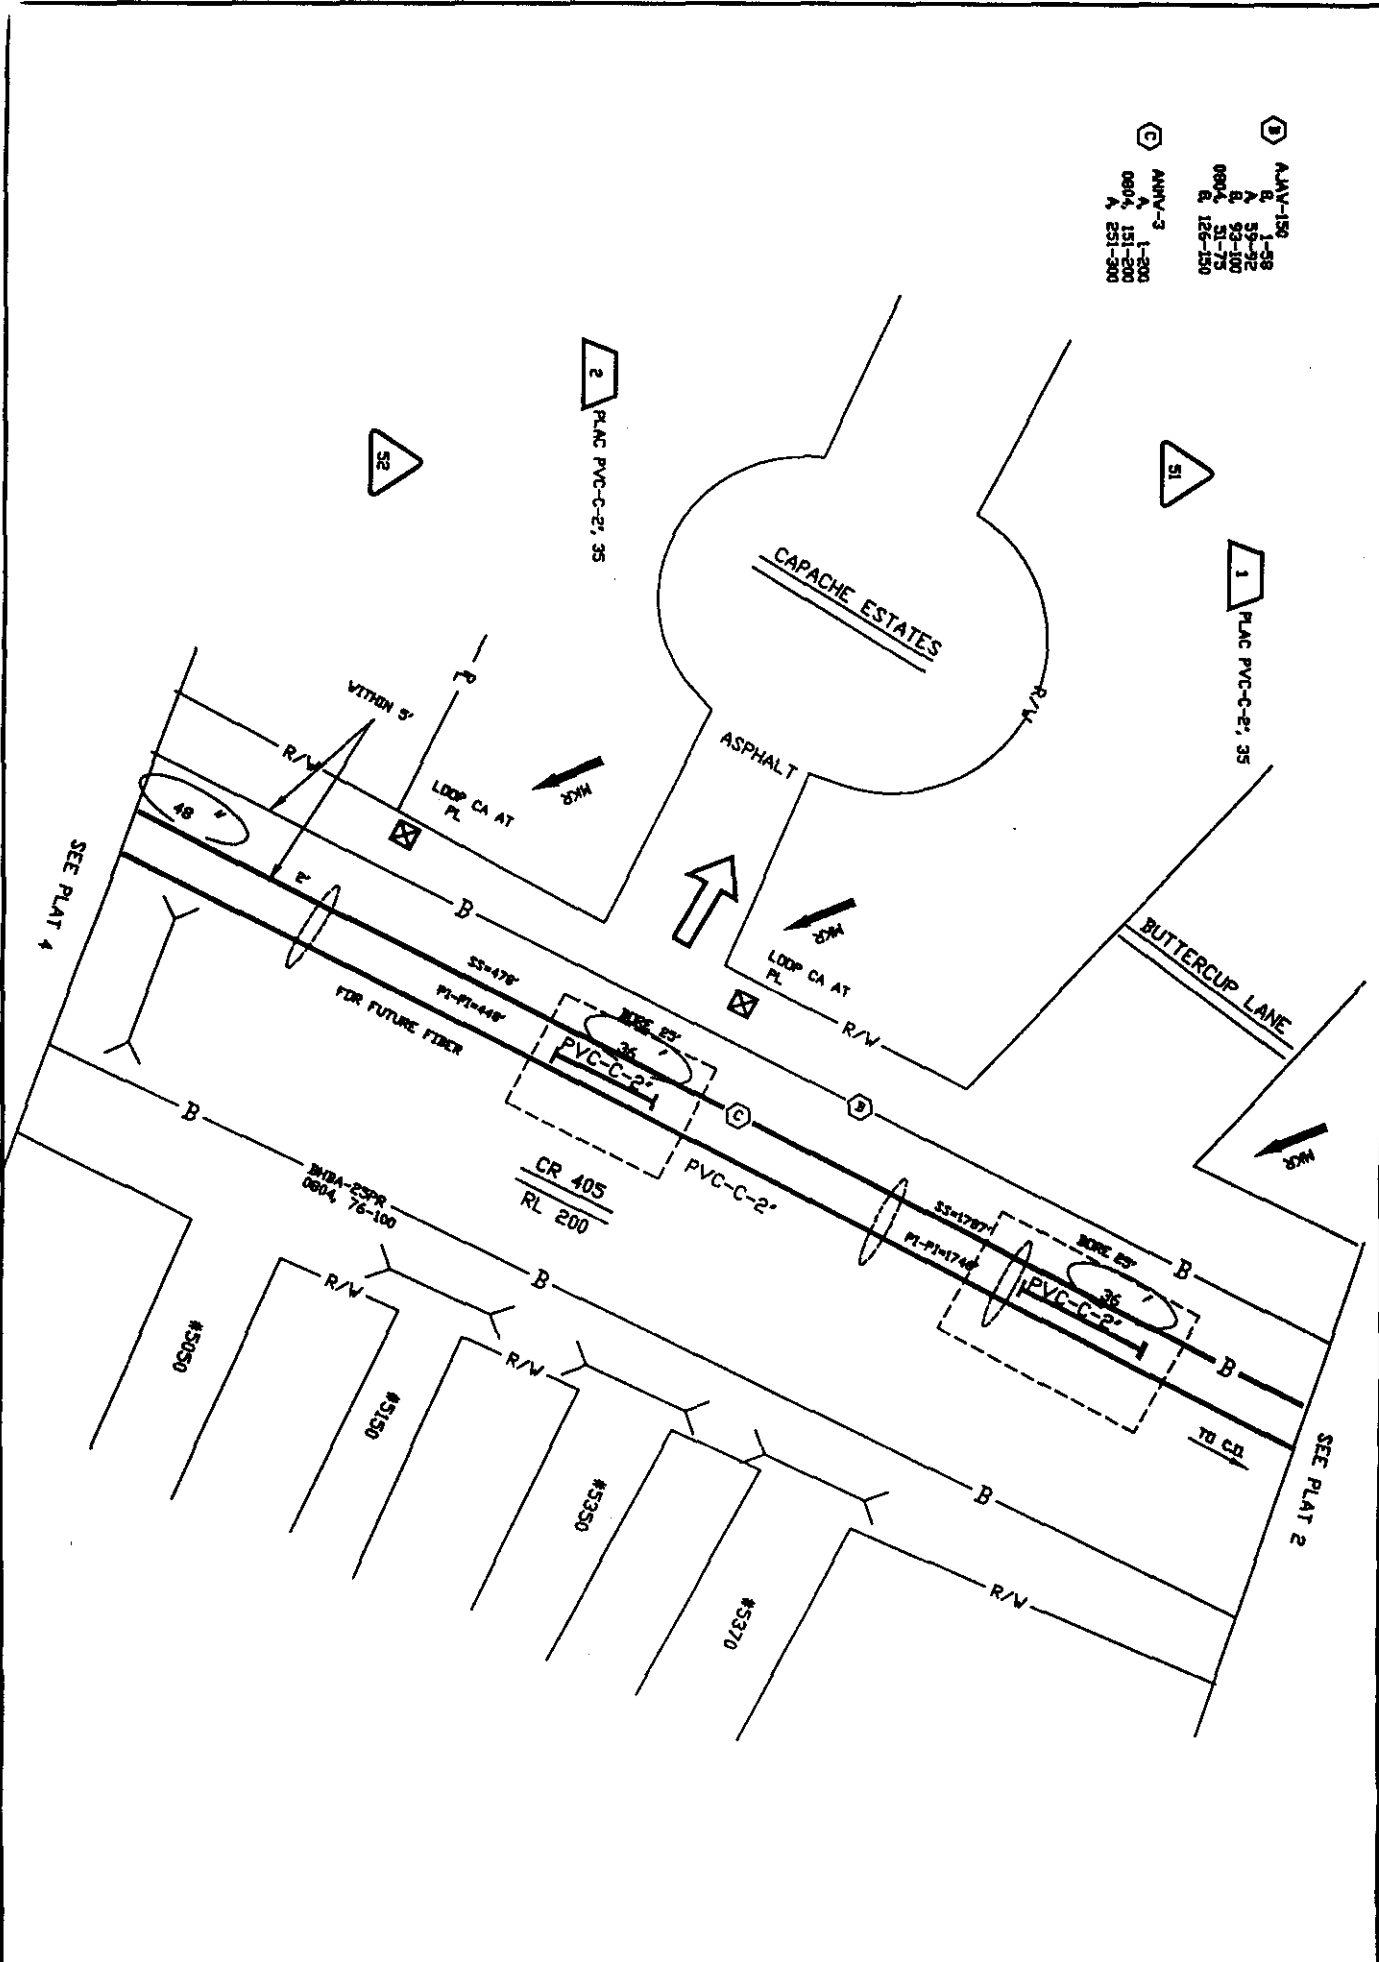 B
AJMV-150
B, 1-58
A, 59-92
B, 93-100
0804, 51-75
B, 126-150
C
ANMV-3
A, 1-200
0804, 151-200
A, 251-300
51
1
PLAC PVC-C-2", 35
2
PLAC PVC-C-2", 35
52
CAPACHE ESTATES
R/W
ASPHALT
BUTTERCUP LANE
WITHIN 5'
R/W
PL
LOOP CA AT
PL
MKR
MKR
LOOP CA AT
PL
R/W
MKR
SEE PLAT 4
48 "
2'
B
SS=478'
P1-P1=448'
FOR FUTURE FIBER
BORE 25'
36 '
PVC-C-2"
C
B
PVC-C-2"
CR 405
RL 200
SS=1787'
P1-P1=1748'
BORE 25'
36 '
PVC-C-2"
B
B
TO C.O.
SEE PLAT 2
B
BHBA-25PR
0804, 76-100
B
B
R/W
R/W
R/W
#5050
#5150
#5350
#5370